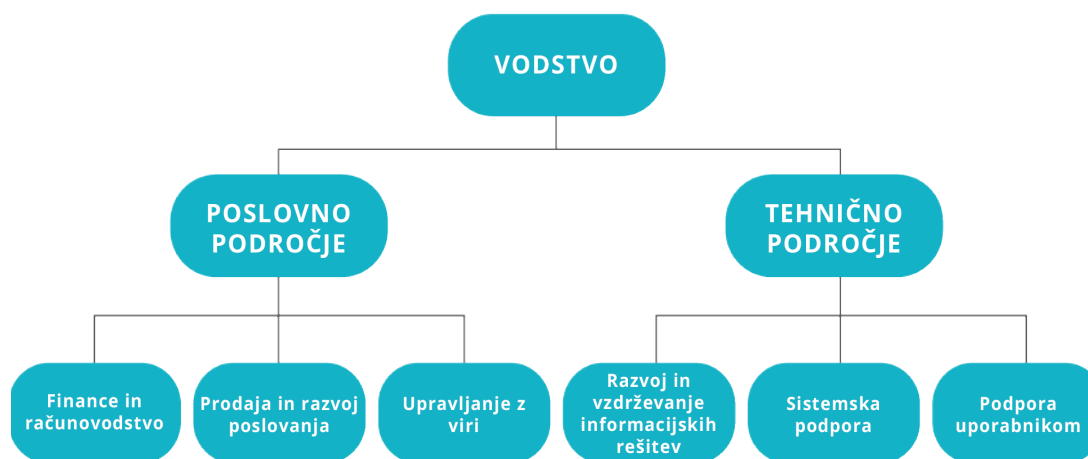 VODSTVO
POSLOVNO
PODROČJE
TEHNIČNO
PODROČJE
Finance in
računovodstvo
Prodaja in razvoj
poslovanja
Upravljanje z
viri
Razvoj in
vzdrževanje
informacijskih
rešitev
Sistemska
podpora
Podpora
uporabnikom